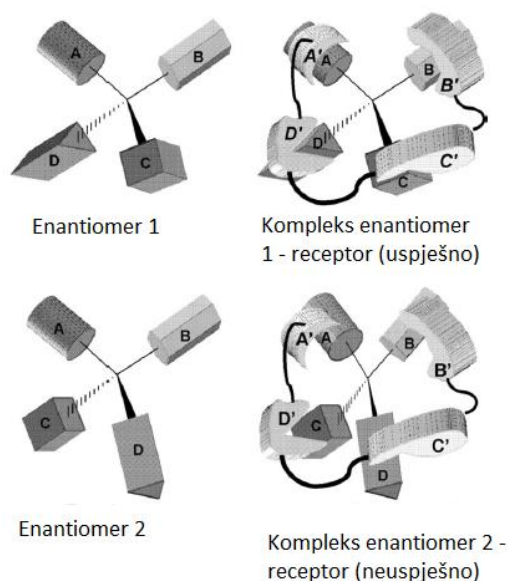 A
B
D
C
Enantiomer 1
A'
A
B
B'
D'
D
C'
C
Kompleks enantiomer
1 - receptor (uspješno)
A
B
C
D
Enantiomer 2
A'
A
B
B'
D'
C
C'
D
Kompleks enantiomer 2 -
receptor (neuspješno)